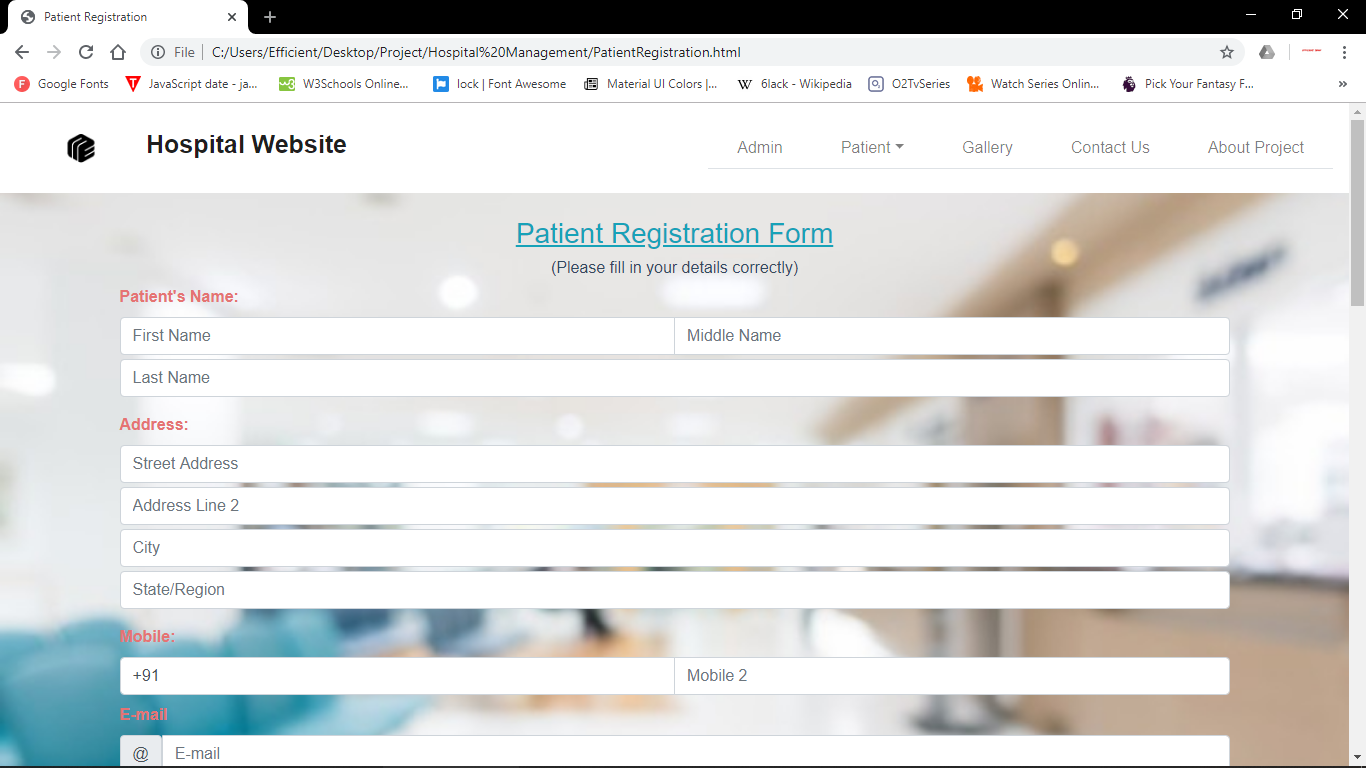 Patient Registration
File C:/Users/Efficient/Desktop/Project/Hospital%20Management/PatientRegistration.html
Google Fonts JavaScript date - ja... W3Schools Online... lock | Font Awesome Material UI Colors |... 6lack - Wikipedia O2TvSeries Watch Series Onlin... Pick Your Fantasy F... »
Hospital Website Admin Patient Gallery Contact Us About Project
Patient Registration Form
(Please fill in your details correctly)
Patient's Name:
First Name Middle Name
Last Name
Address:
Street Address
Address Line 2
City
State/Region
Mobile:
+91 Mobile 2
E-mail
@ E-mail